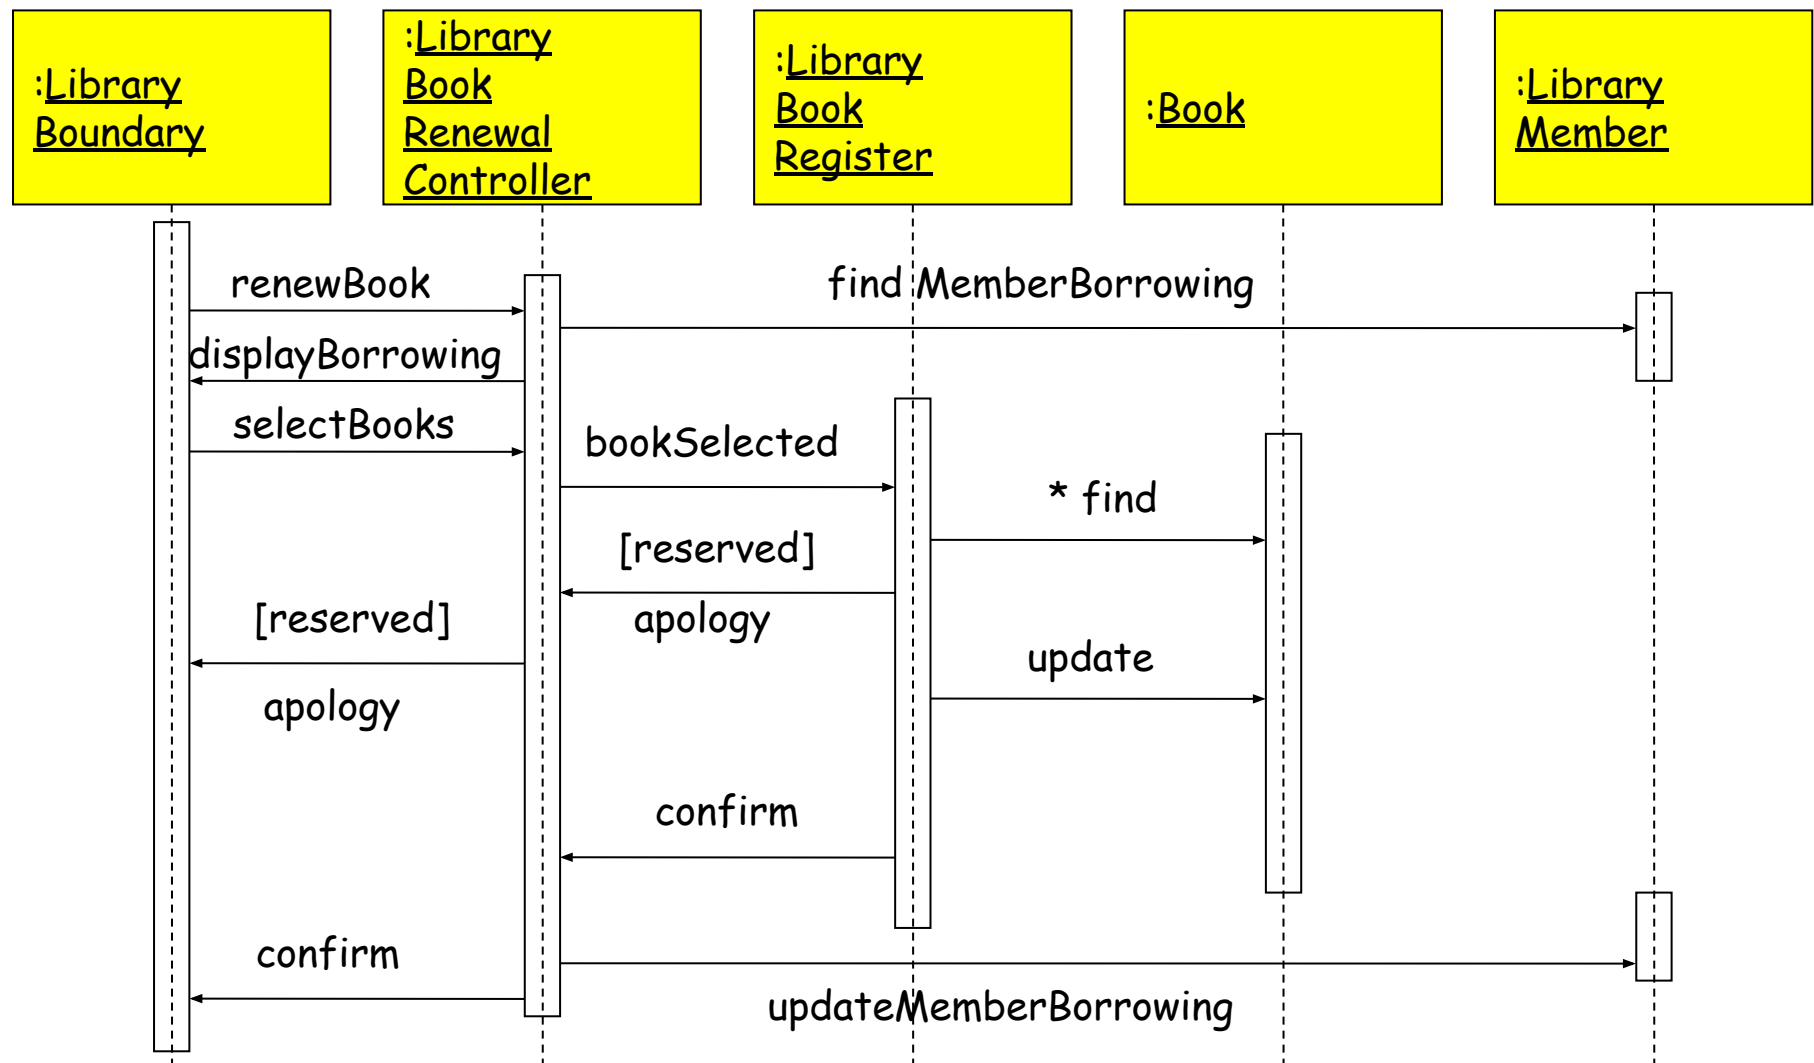 :Library
Boundary
:Library
Book
Renewal
Controller
:Library
Book
Register
:Book
:Library
Member
renewBook
find MemberBorrowing
displayBorrowing
selectBooks
bookSelected
* find
[reserved]
apology
[reserved]
apology
update
confirm
confirm
updateMemberBorrowing